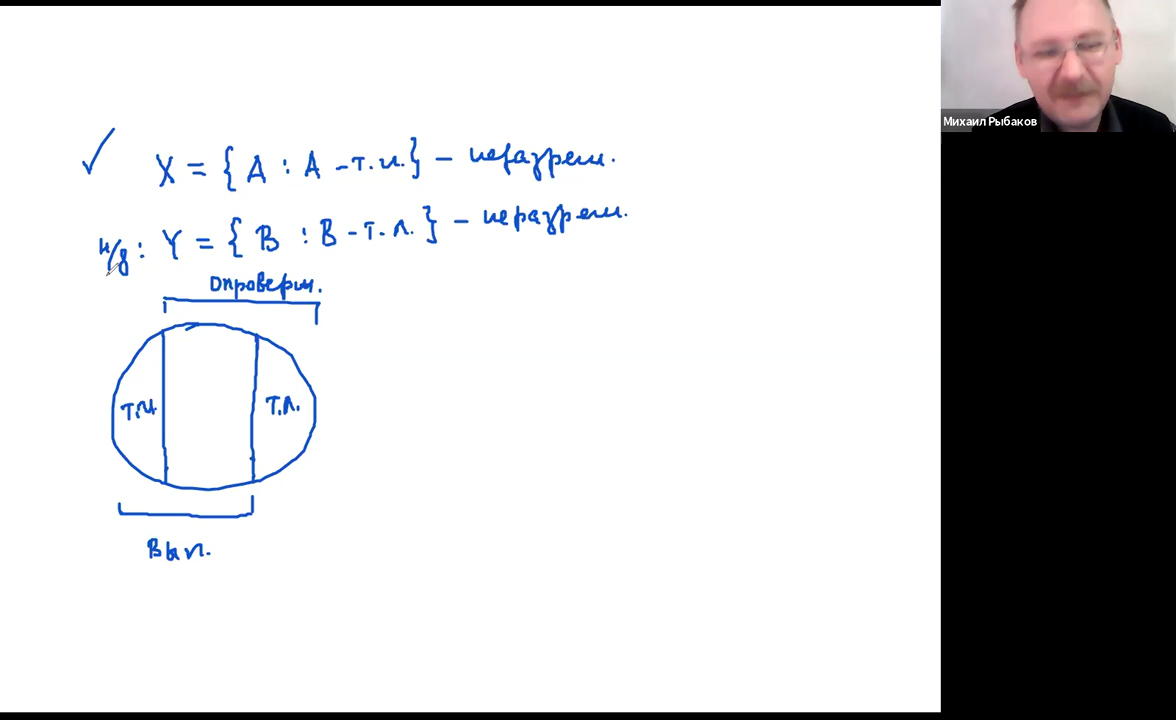 X = { A : A – т.и. } – неразреш.
н/д : Y = { B : B – т.л. } – неразреш.
Опроверж.
т.и. т.л.
Вып.
Михаил Рыбаков